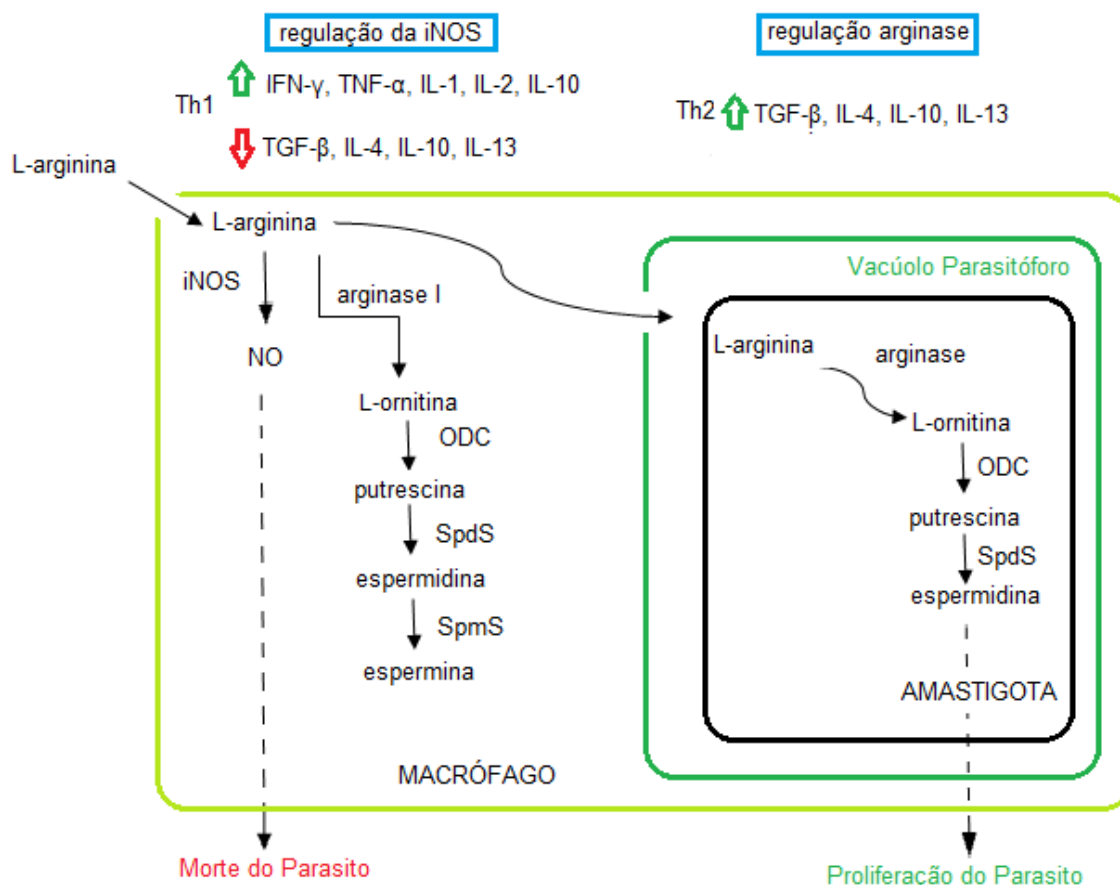 regulação da iNOS
regulação arginase
Th1
IFN-γ, TNF-α, IL-1, IL-2, IL-10
TGF-β, IL-4, IL-10, IL-13
Th2
TGF-β, IL-4, IL-10, IL-13
L-arginina
L-arginina
iNOS
NO
arginase I
L-ornitina
ODC
putrescina
SpdS
espermidina
SpmS
espermina
MACRÓFAGO
Vacúolo Parasitóforo
L-arginina
arginase
L-ornitina
ODC
putrescina
SpdS
espermidina
AMASTIGOTA
Morte do Parasito
Proliferação do Parasito